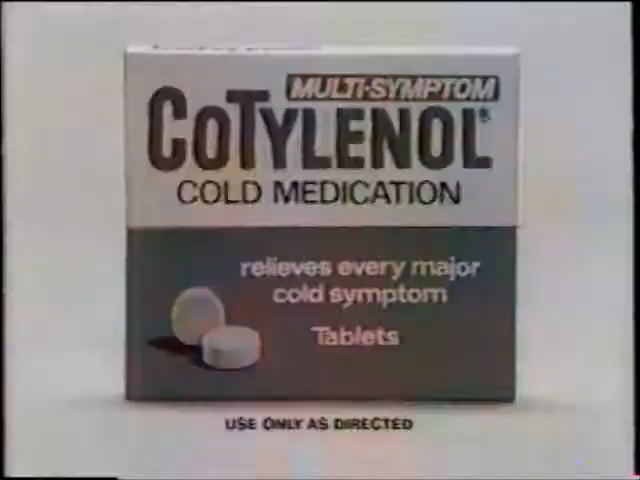 MULTI-SYMPTOM
COTYLENOL®
COLD MEDICATION
relieves every major
cold symptom
Tablets
USE ONLY AS DIRECTED